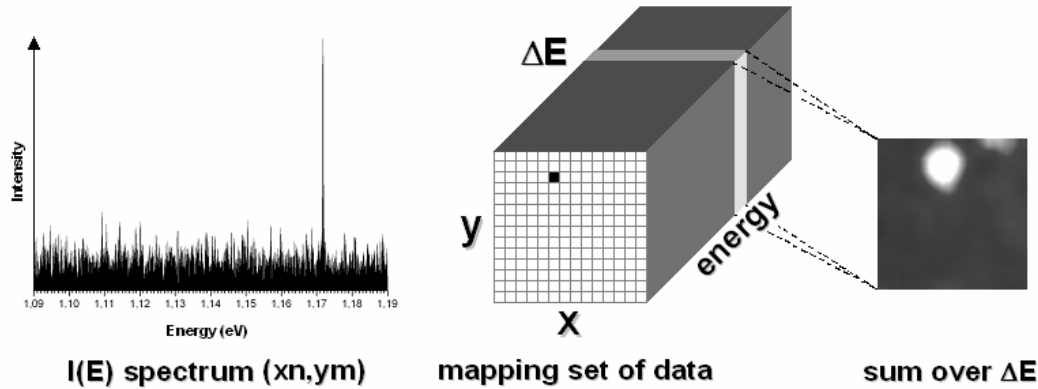 Intensity
1,09 1,10 1,11 1,12 1,13 1,14 1,15 1,16 1,17 1,18 1,19
Energy (eV)
I(E) spectrum (xn,ym)
ΔE
y
x
energy
mapping set of data
sum over ΔE